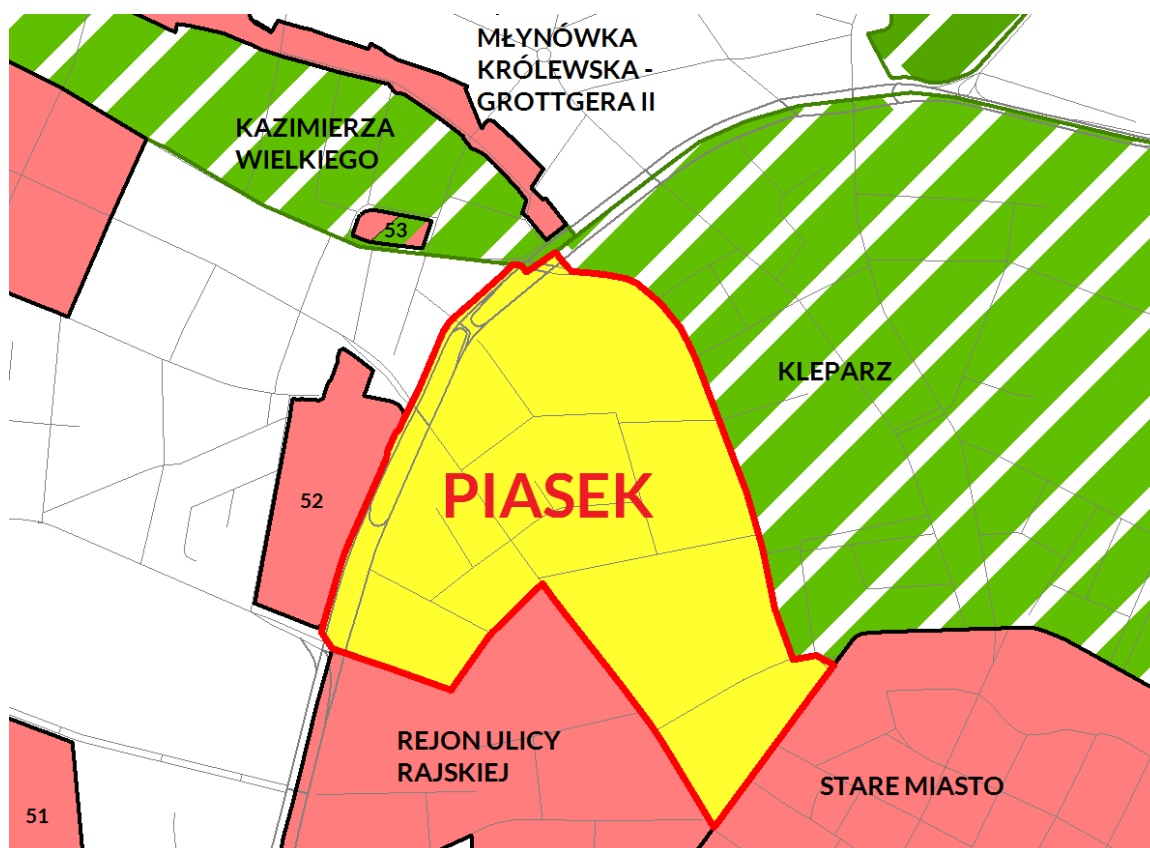 MŁYNÓWKA
KRÓLEWSKA -
GROTTGERA II
KAZIMIERZA
WIELKIEGO
53
KLEPARZ
PIASEK
52
REJON ULICY
RAJSKIEJ
STARE MIASTO
51